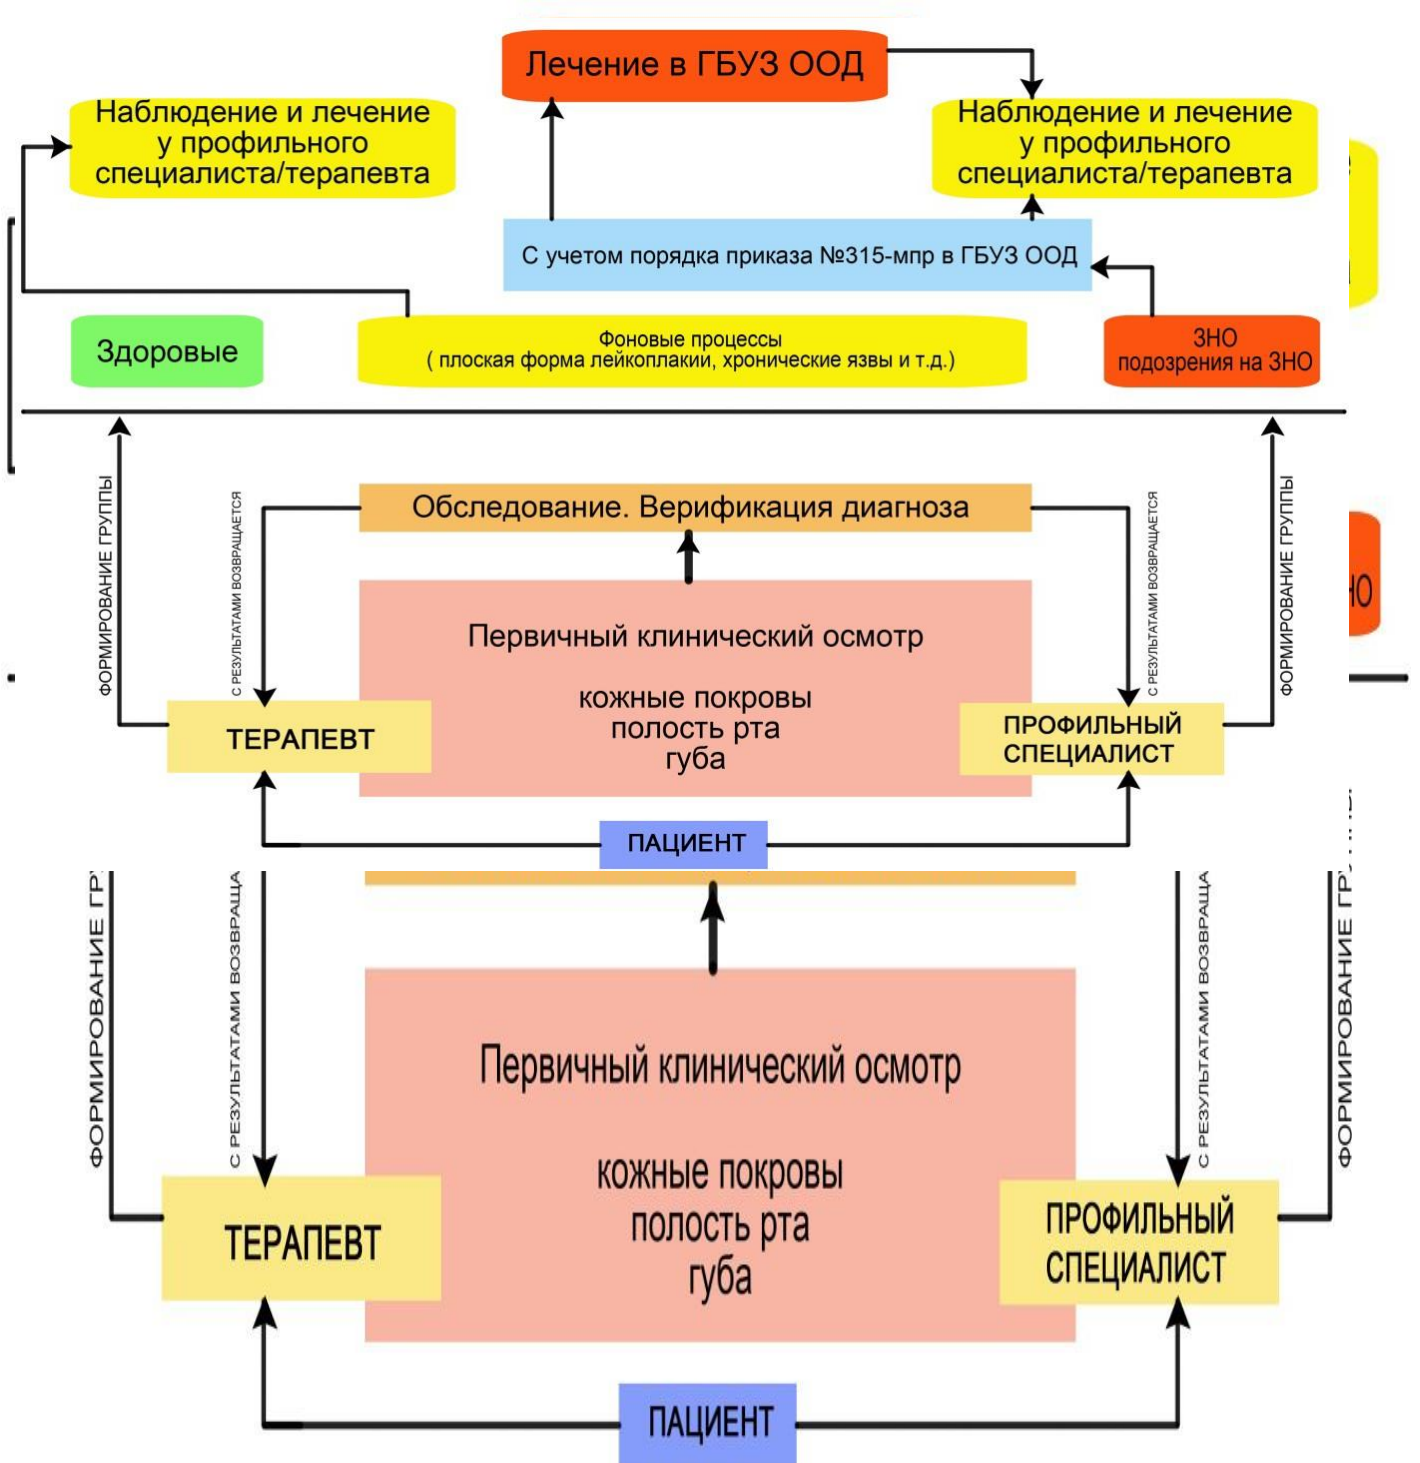 Лечение в ГБУЗ ООД
Наблюдение и лечение
у профильного
специалиста/терапевта
Наблюдение и лечение
у профильного
специалиста/терапевта
С учетом порядка приказа №315-мпр в ГБУЗ ООД
Здоровые
Фоновые процессы
( плоская форма лейкоплакии, хронические язвы и т.д.)
ЗНО
подозрения на ЗНО
ФОРМИРОВАНИЕ ГРУППЫ
С РЕЗУЛЬТАТАМИ ВОЗВРАЩАЕТСЯ
Обследование. Верификация диагноза
С РЕЗУЛЬТАТАМИ ВОЗВРАЩАЕТСЯ
ФОРМИРОВАНИЕ ГРУППЫ
НО
Первичный клинический осмотр
кожные покровы
полость рта
губа
ТЕРАПЕВТ
ПРОФИЛЬНЫЙ
СПЕЦИАЛИСТ
ПАЦИЕНТ
ФОРМИРОВАНИЕ ГР
С РЕЗУЛЬТАТАМИ ВОЗВРАЩА
С РЕЗУЛЬТАТАМИ ВОЗВРАЩА
ФОРМИРОВАНИЕ ГР
Первичный клинический осмотр
кожные покровы
полость рта
губа
ТЕРАПЕВТ
ПРОФИЛЬНЫЙ
СПЕЦИАЛИСТ
ПАЦИЕНТ